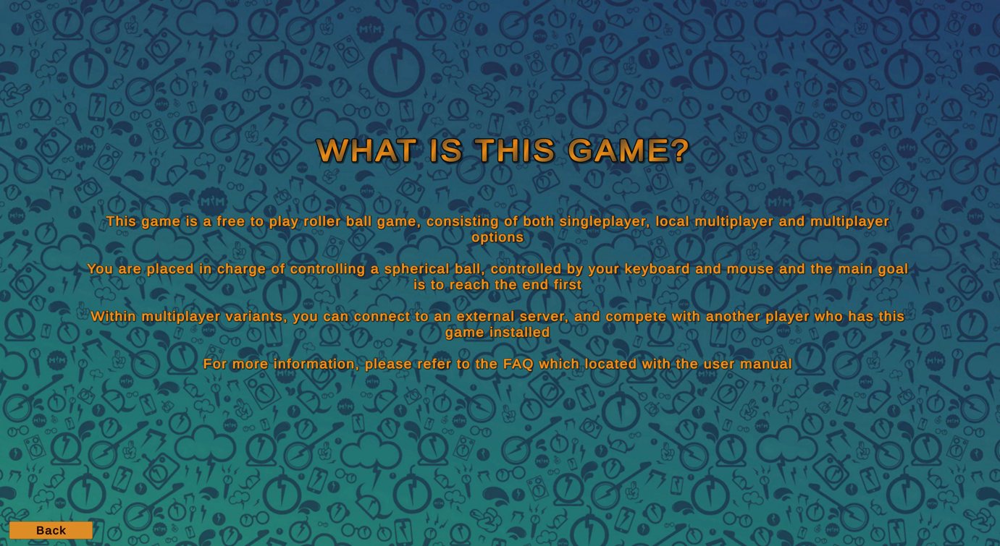 WHAT IS THIS GAME?
This game is a free to play roller ball game, consisting of both singleplayer, local multiplayer and multiplayer
options
You are placed in charge of controlling a spherical ball, controlled by your keyboard and mouse and the main goal
is to reach the end first
Within multiplayer variants, you can connect to an external server, and compete with another player who has this
game installed
For more information, please refer to the FAQ which located with the user manual
Back